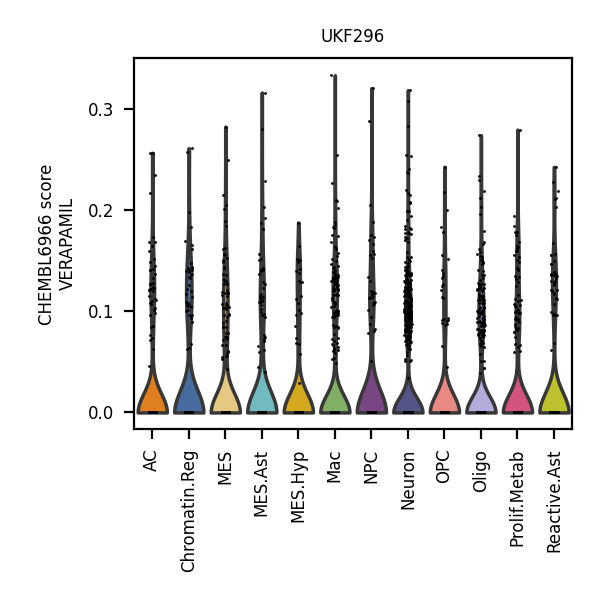 UKF296
CHEMBL6966 score
VERAPAMIL
0.3
0.2
0.1
0.0
AC
Chromatin.Reg
MES
MES.Ast
MES.Hyp
Mac
NPC
Neuron
OPC
Oligo
Prolif.Metab
Reactive.Ast